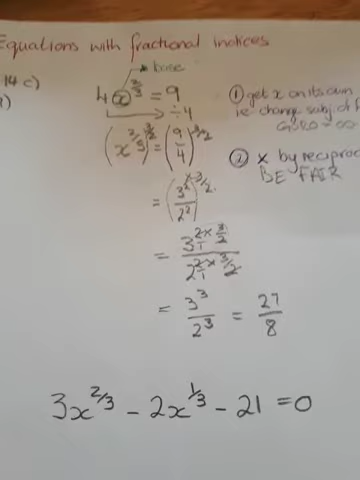 Equations with fractional indices
14 c)
base
4x^{2/3} = 9
÷4
(x^{2/3})^{3/2} = (9/4)^{3/2}
= (3²/2²)^{×3/2}
= 3^{2/1 × 3/2} / 2^{2/1 × 3/2}
= 3³/2³ = 27/8
① get x on its own
ie change subj. of f
② × by reciproc
BE FAIR
3x^{2/3} - 2x^{1/3} - 21 = 0